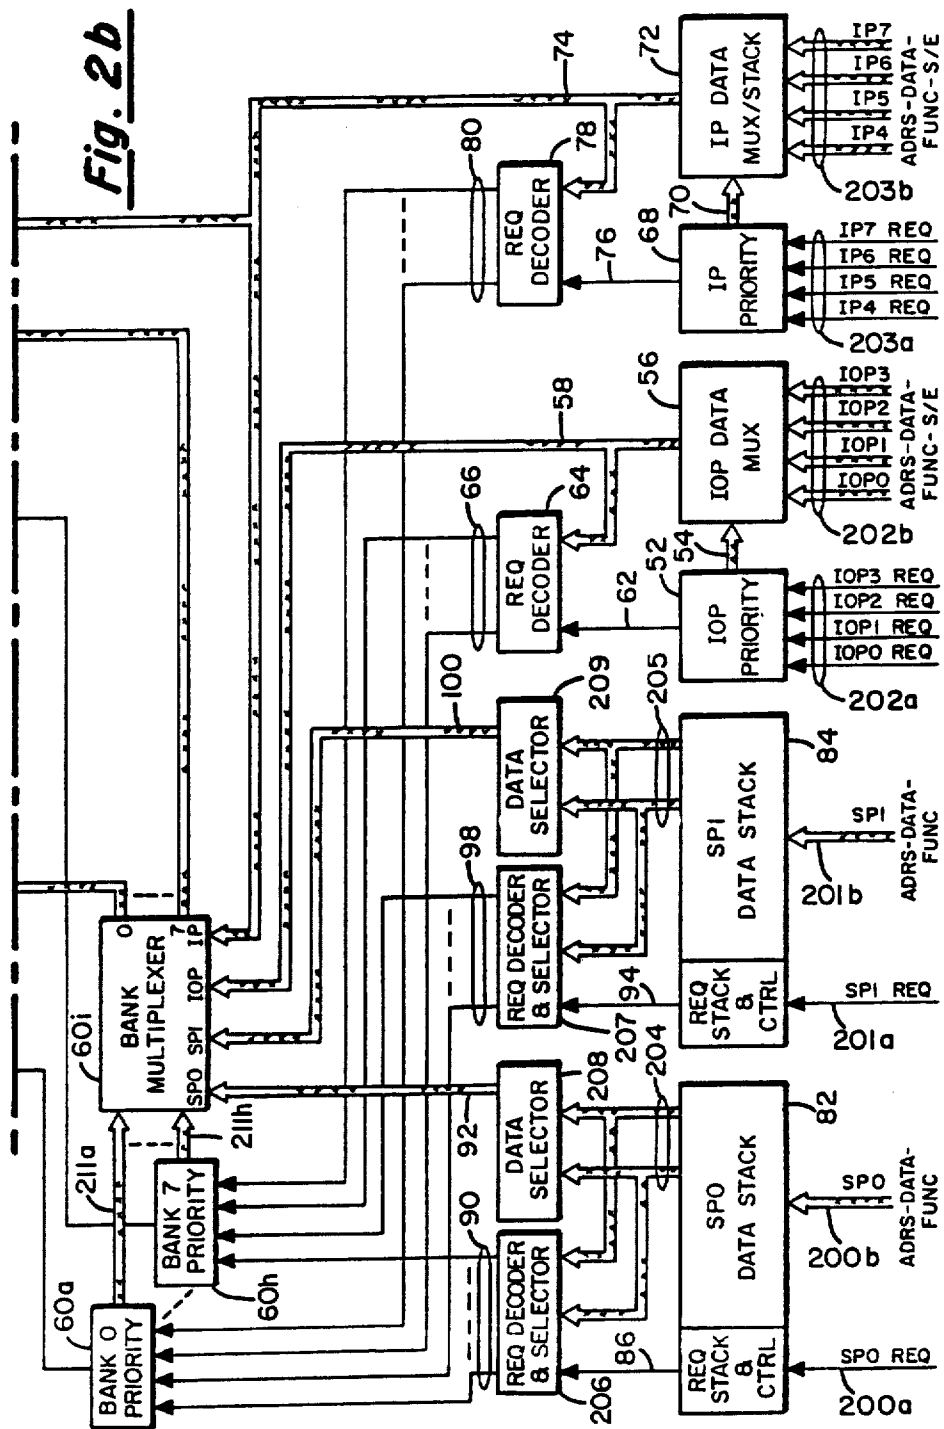 Fig. 2b
60a
BANK 0
PRIORITY
211a
BANK 7
PRIORITY
60h
211h
60i
BANK
MULTIPLEXER
0
7
SPO
SPI
IOP
IP
90
REQ DECODER
& SELECTOR
206
92
DATA
SELECTOR
208
98
REQ DECODER
& SELECTOR
207
100
DATA
SELECTOR
209
66
REQ
DECODER
64
58
80
REQ
DECODER
78
74
86
204
94
205
62
76
REQ
STACK
&
CTRL
SPO
DATA STACK
82
REQ
STACK
&
CTRL
SPI
DATA STACK
84
52
IOP
PRIORITY
54
IOP DATA
MUX
56
68
IP
PRIORITY
70
IP DATA
MUX/STACK
72
SPO REQ
200a
SPO
200b
ADRS-DATA-
FUNC
SPI REQ
201a
SPI
201b
ADRS-DATA-
FUNC
IOPO REQ
IOP1 REQ
IOP2 REQ
IOP3 REQ
202a
IOPO
IOP1
IOP2
IOP3
202b
ADRS-DATA-
FUNC-S/E
IP4 REQ
IP5 REQ
IP6 REQ
IP7 REQ
203a
IP4
IP5
IP6
IP7
203b
ADRS-DATA-
FUNC-S/E